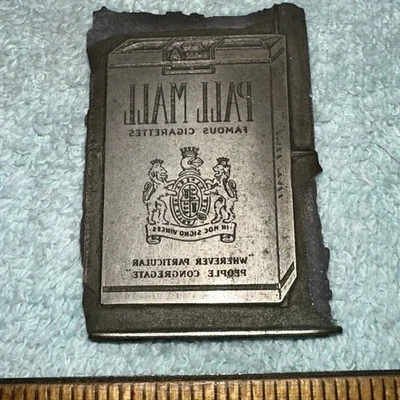 PALL MALL
FAMOUS CIGARETTES
IN HOC SIGNO VINCES
"WHEREVER PARTICULAR
PEOPLE CONGREGATE"